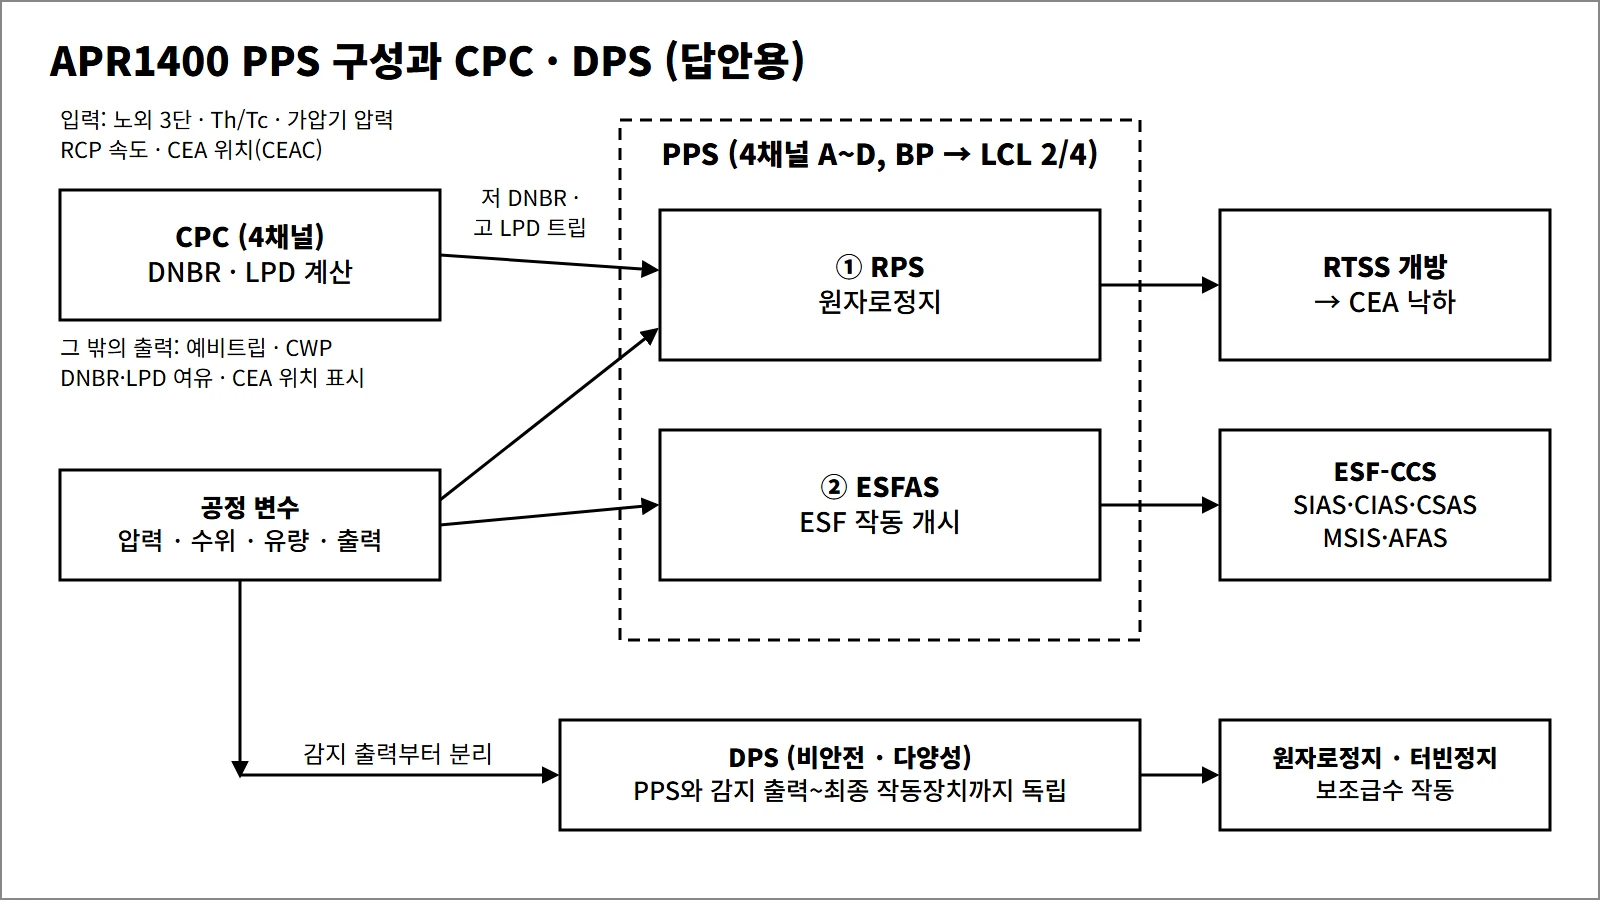 APR1400 PPS 구성과 CPC · DPS (답안용)
입력: 노외 3단 · Th/Tc · 가압기 압력
RCP 속도 · CEA 위치(CEAC)
CPC (4채널)
DNBR · LPD 계산
그 밖의 출력: 예비트립 · CWP
DNBR·LPD 여유 · CEA 위치 표시
저 DNBR ·
고 LPD 트립
PPS (4채널 A~D, BP → LCL 2/4)
① RPS
원자로정지
RTSS 개방
→ CEA 낙하
공정 변수
압력 · 수위 · 유량 · 출력
② ESFAS
ESF 작동 개시
ESF-CCS
SIAS·CIAS·CSAS
MSIS·AFAS
감지 출력부터 분리
DPS (비안전 · 다양성)
PPS와 감지 출력~최종 작동장치까지 독립
원자로정지 · 터빈정지
보조급수 작동